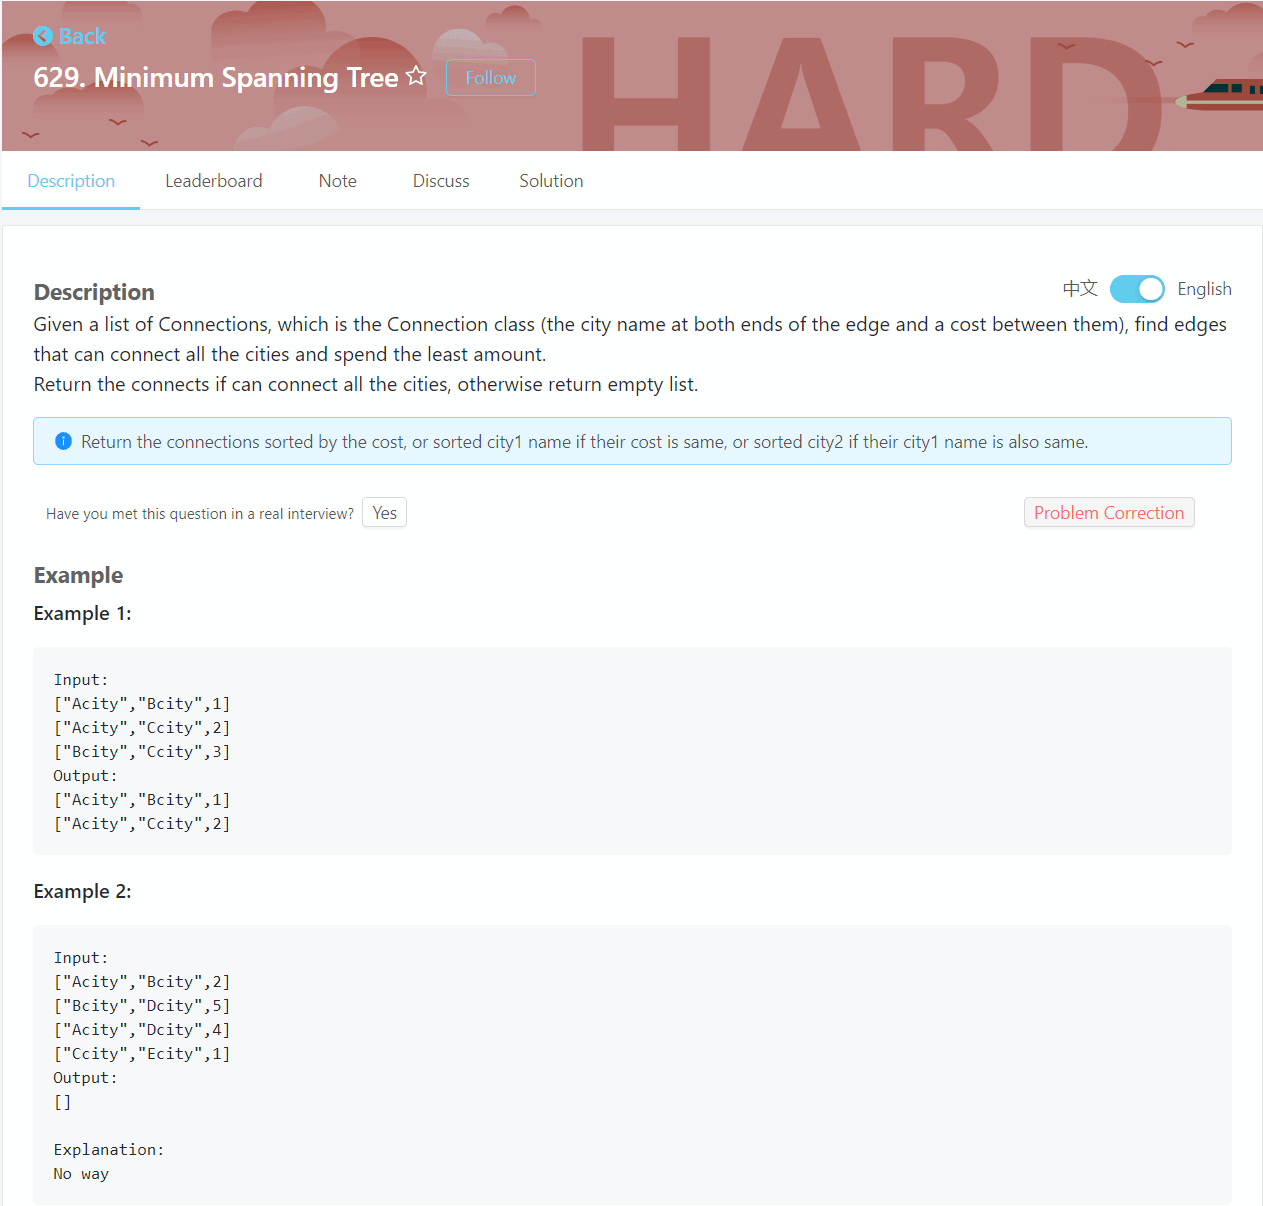 Back
629. Minimum Spanning Tree
Follow
HARD
Description Leaderboard Note Discuss Solution
Description
中文 English
Given a list of Connections, which is the Connection class (the city name at both ends of the edge and a cost between them), find edges
that can connect all the cities and spend the least amount.
Return the connects if can connect all the cities, otherwise return empty list.
Return the connections sorted by the cost, or sorted city1 name if their cost is same, or sorted city2 if their city1 name is also same.
Have you met this question in a real interview? Yes
Problem Correction
Example
Example 1:
Input:
["Acity","Bcity",1]
["Acity","Ccity",2]
["Bcity","Ccity",3]
Output:
["Acity","Bcity",1]
["Acity","Ccity",2]
Example 2:
Input:
["Acity","Bcity",2]
["Bcity","Dcity",5]
["Acity","Dcity",4]
["Ccity","Ecity",1]
Output:
[]
Explanation:
No way